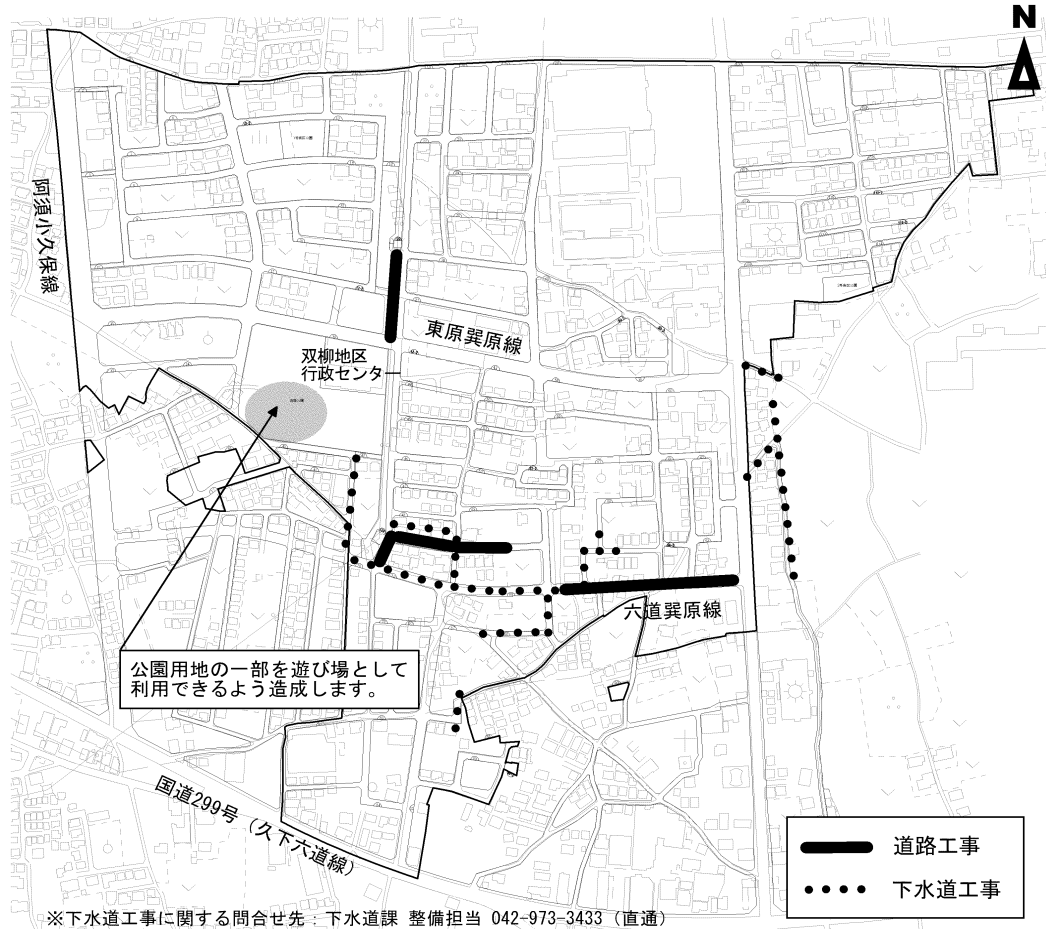 N
阿須小久保線
東原巽原線
双柳地区
行政センター
六道巽原線
公園用地の一部を遊び場として
利用できるよう造成します。
国道299号（久下六道線）
道路工事
下水道工事
※下水道工事に関する問合せ先：下水道課 整備担当 042-973-3433（直通）